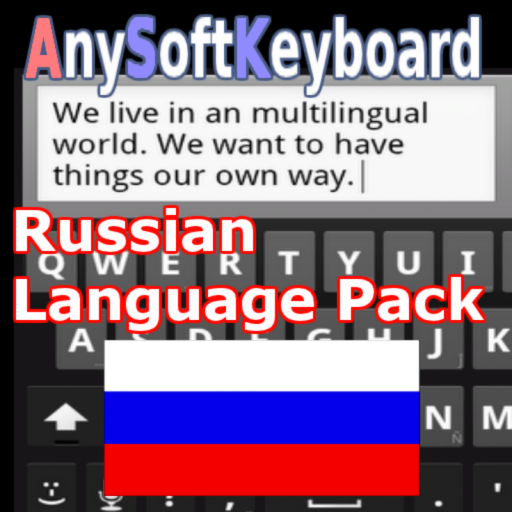 AnySoftKeyboard
We live in an multilingual
world. We want to have
things our own way.
Russian
Q W E R T Y U I
Language Pack
A S D F G H J K
N M
Ñ
! , . '